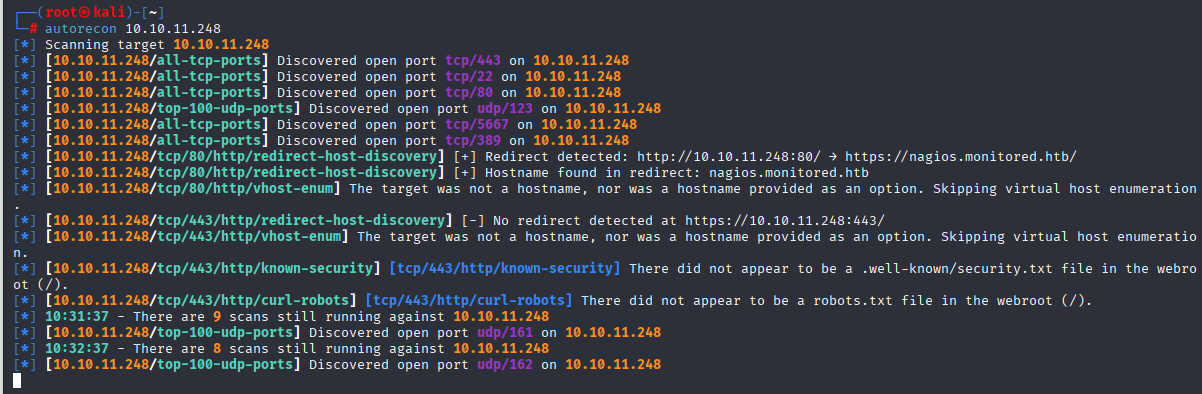 ┌──(root㉿kali)-[~]
└─# autorecon 10.10.11.248
[*] Scanning target 10.10.11.248
[*] [10.10.11.248/all-tcp-ports] Discovered open port tcp/443 on 10.10.11.248
[*] [10.10.11.248/all-tcp-ports] Discovered open port tcp/22 on 10.10.11.248
[*] [10.10.11.248/all-tcp-ports] Discovered open port tcp/80 on 10.10.11.248
[*] [10.10.11.248/top-100-udp-ports] Discovered open port udp/123 on 10.10.11.248
[*] [10.10.11.248/all-tcp-ports] Discovered open port tcp/5667 on 10.10.11.248
[*] [10.10.11.248/all-tcp-ports] Discovered open port tcp/389 on 10.10.11.248
[*] [10.10.11.248/tcp/80/http/redirect-host-discovery] [+] Redirect detected: http://10.10.11.248:80/ → https://nagios.monitored.htb/
[*] [10.10.11.248/tcp/80/http/redirect-host-discovery] [+] Hostname found in redirect: nagios.monitored.htb
[*] [10.10.11.248/tcp/80/http/vhost-enum] The target was not a hostname, nor was a hostname provided as an option. Skipping virtual host enumeration
.
[*] [10.10.11.248/tcp/443/http/redirect-host-discovery] [-] No redirect detected at https://10.10.11.248:443/
[*] [10.10.11.248/tcp/443/http/vhost-enum] The target was not a hostname, nor was a hostname provided as an option. Skipping virtual host enumeratio
n.
[*] [10.10.11.248/tcp/443/http/known-security] [tcp/443/http/known-security] There did not appear to be a .well-known/security.txt file in the webro
ot (/).
[*] [10.10.11.248/tcp/443/http/curl-robots] [tcp/443/http/curl-robots] There did not appear to be a robots.txt file in the webroot (/).
[*] 10:31:37 - There are 9 scans still running against 10.10.11.248
[*] [10.10.11.248/top-100-udp-ports] Discovered open port udp/161 on 10.10.11.248
[*] 10:32:37 - There are 8 scans still running against 10.10.11.248
[*] [10.10.11.248/top-100-udp-ports] Discovered open port udp/162 on 10.10.11.248